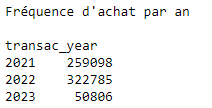 Fréquence d'achat par an
transac_year
2021 259098
2022 322785
2023 50806